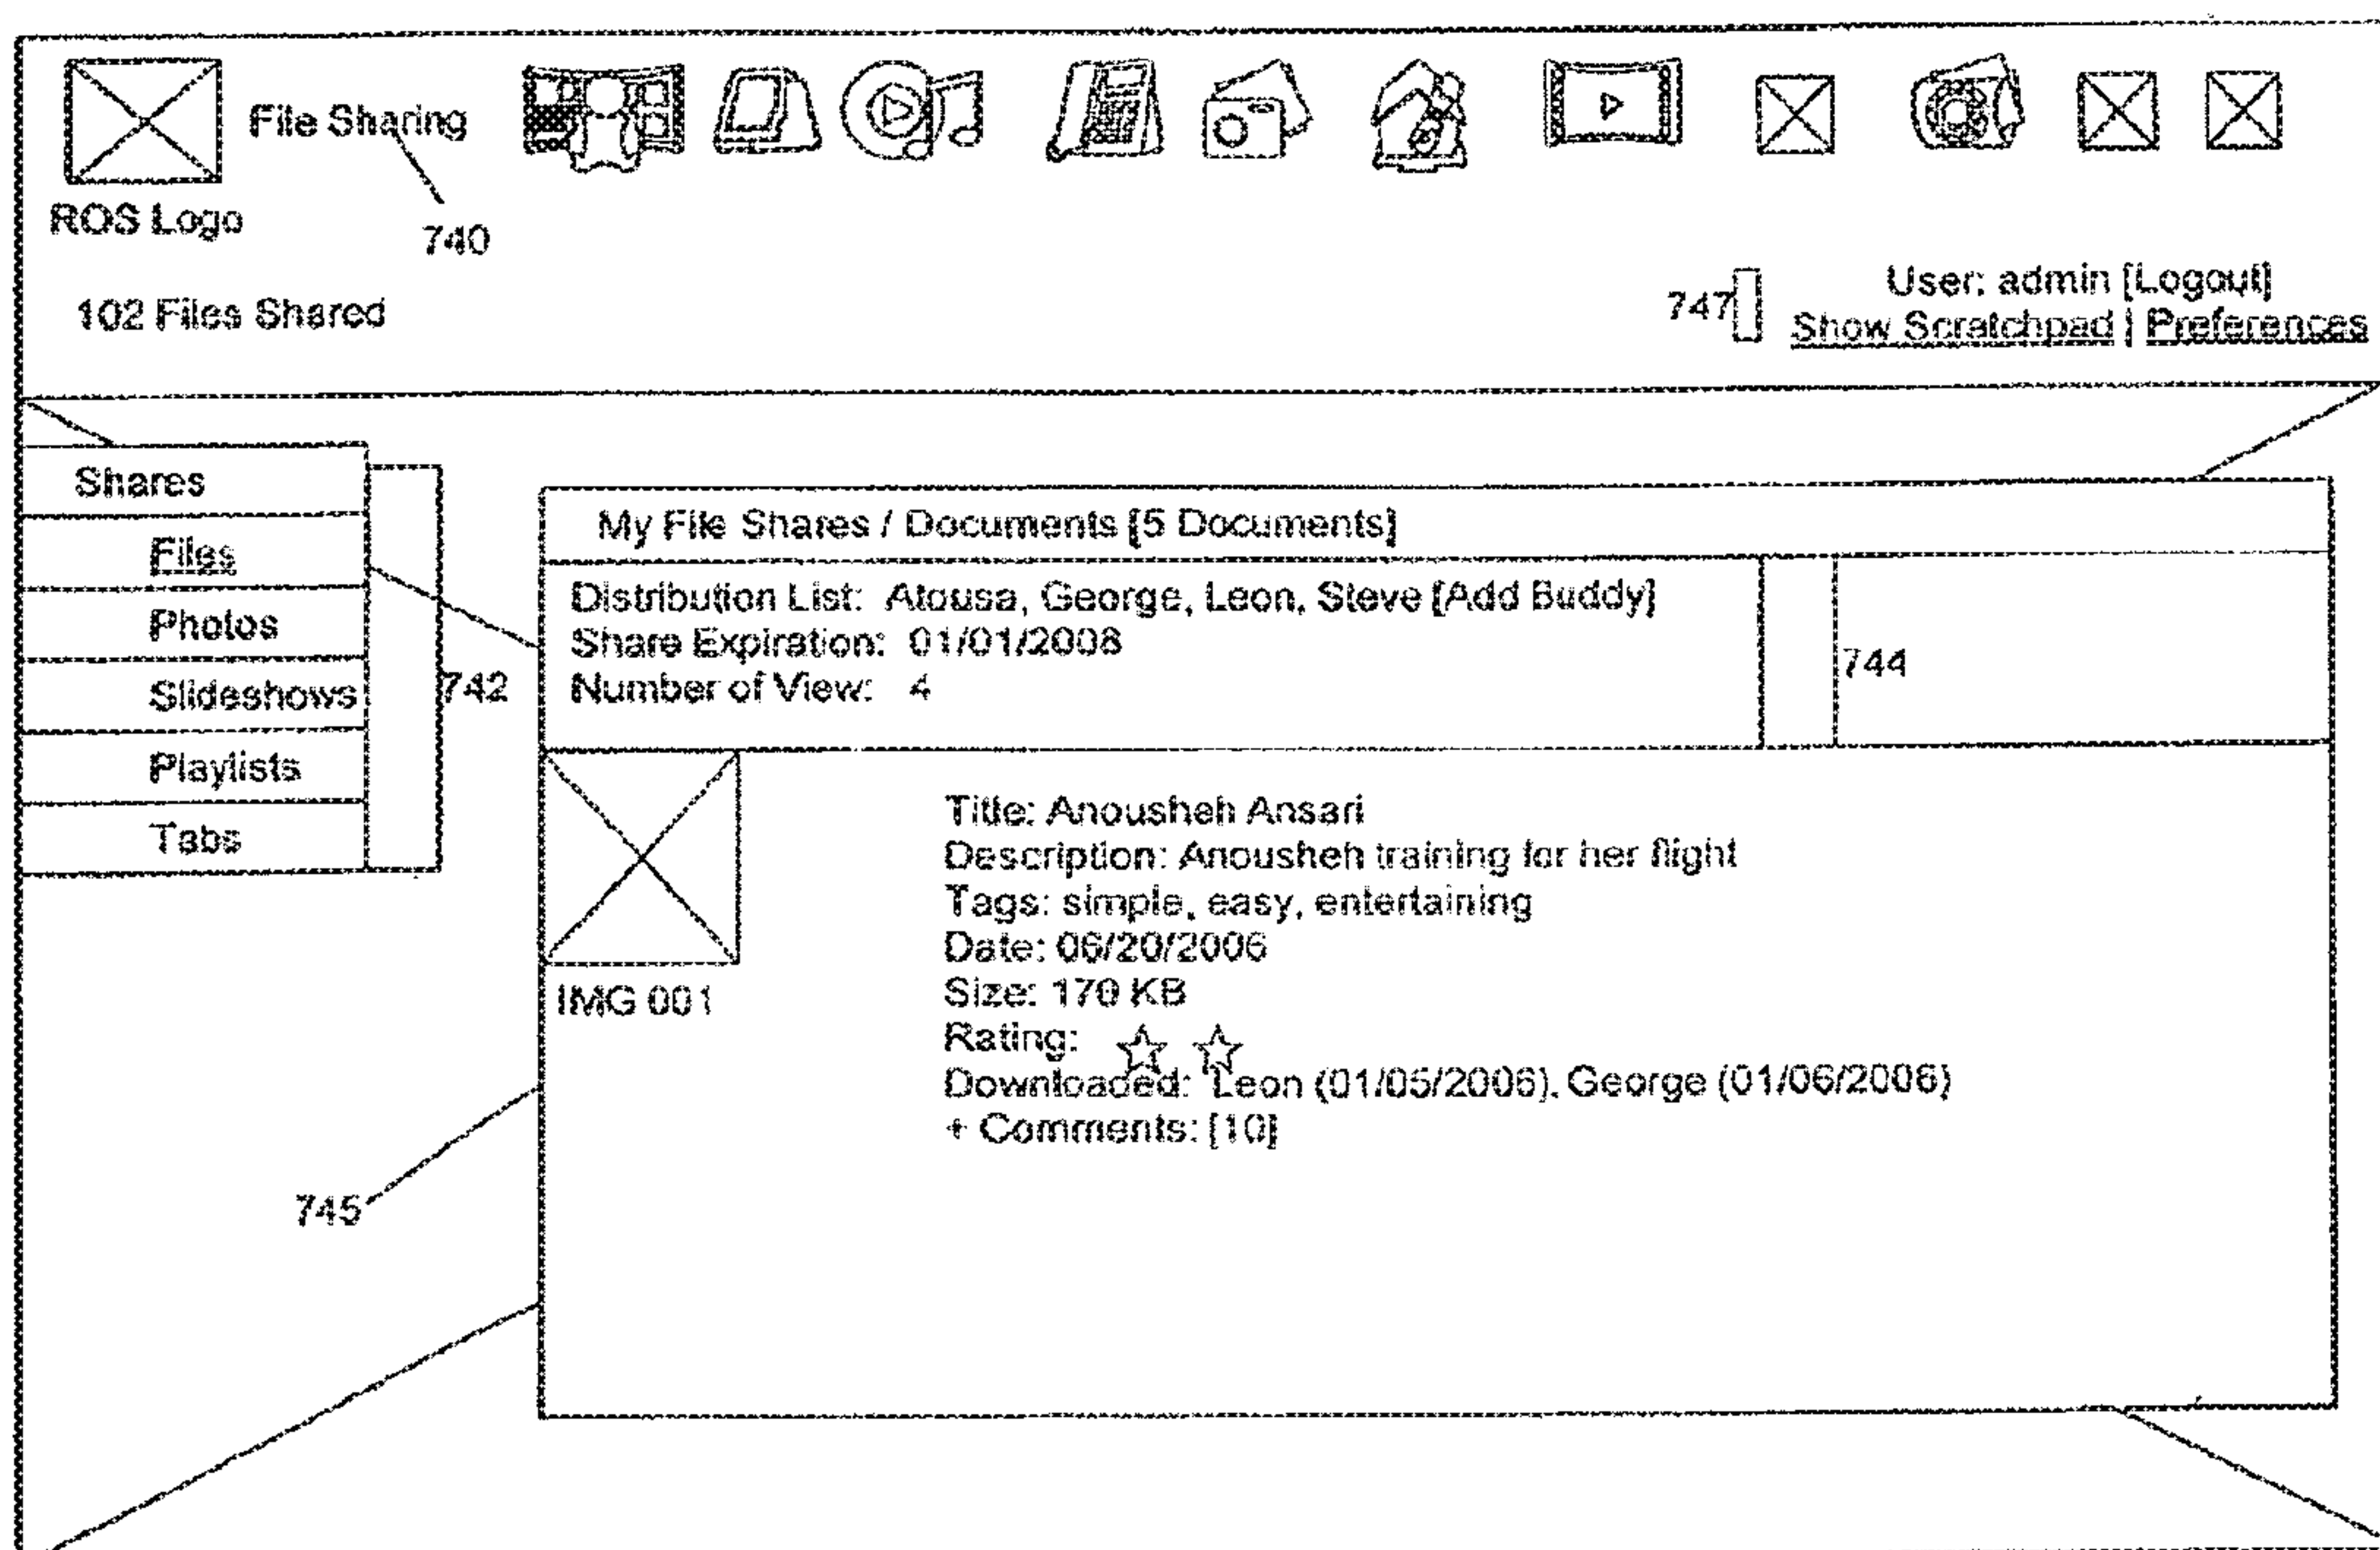 File Sharing
ROS Logo
740
102 Files Shared
747
User: admin [Logout]
Show Scratchpad | Preferences
Shares
Files
Photos
Slideshows
Playlists
Tabs
742
My File Shares / Documents [5 Documents]
Distribution List: Atousa, George, Leon, Steve [Add Buddy]
Share Expiration: 01/01/2008
Number of View: 4
744
IMG 001
Title: Anousheh Ansari
Description: Anousheh training for her flight
Tags: simple, easy, entertaining
Date: 06/20/2006
Size: 170 KB
Rating:
Downloaded: Leon (01/05/2006), George (01/06/2006)
+ Comments: [10]
745